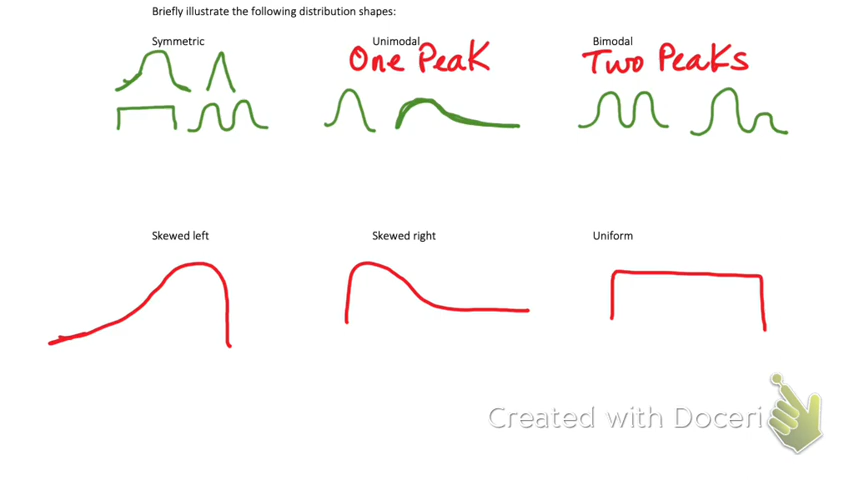 Briefly illustrate the following distribution shapes:
Symmetric
Unimodal
Bimodal
One Peak
Two Peaks
Skewed left
Skewed right
Uniform
Created with Doceri